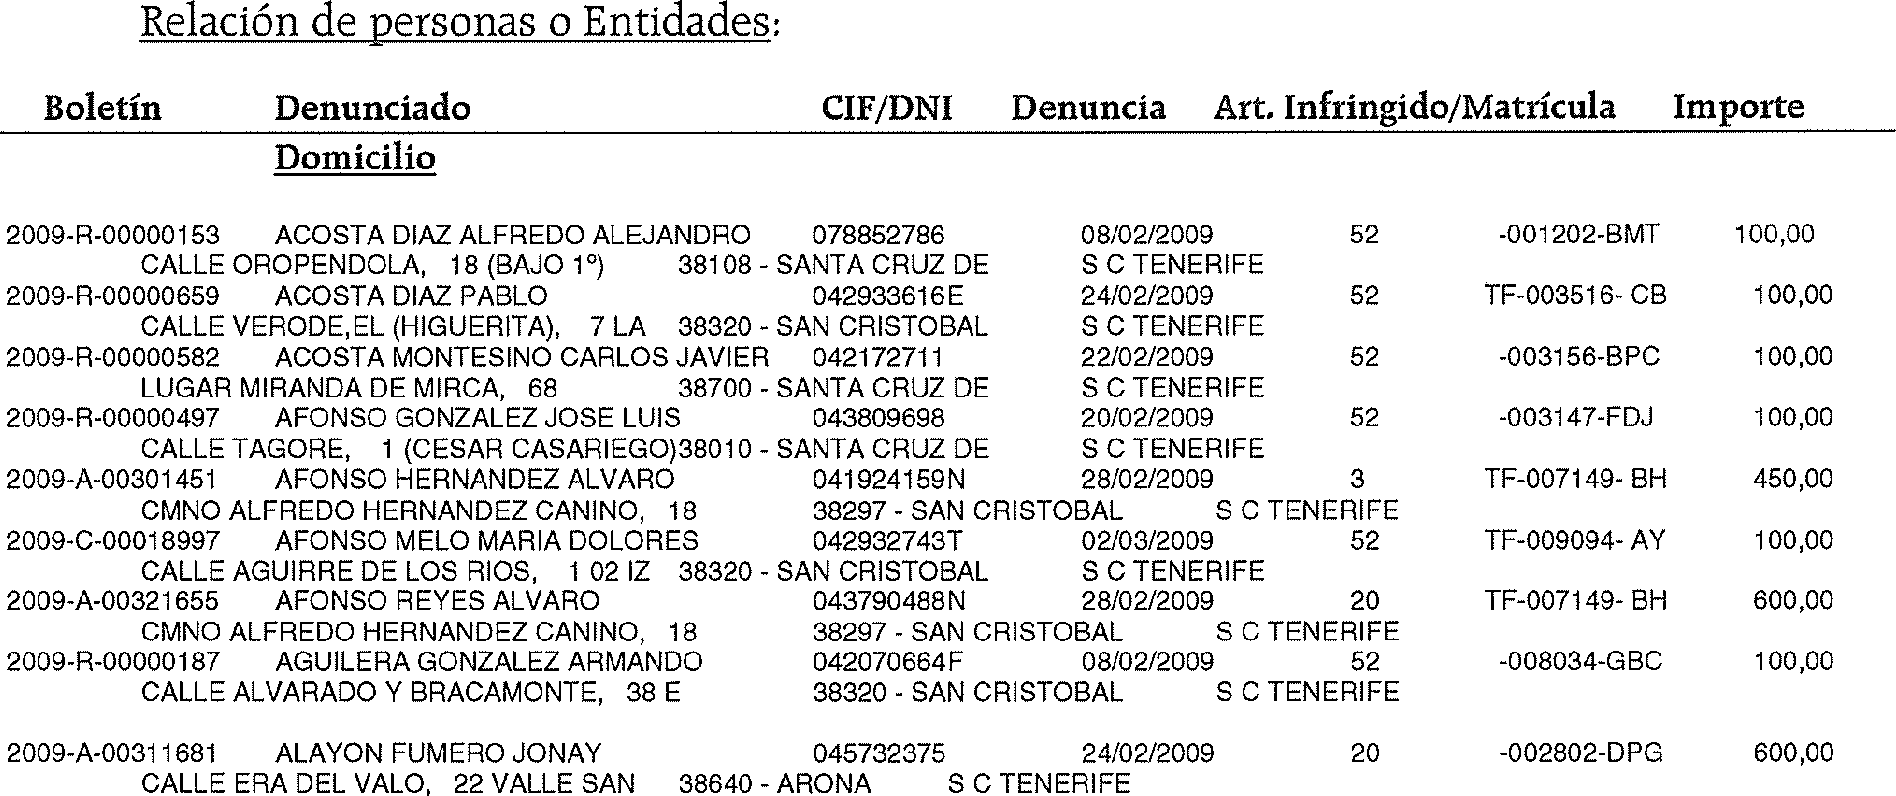 Relación de personas o Entidades:
Boletín Denunciado CIF/DNI Denuncia Art. Infringido/Matrícula Importe
Domicilio
2009-R-00000153 ACOSTA DIAZ ALFREDO ALEJANDRO 078852786 08/02/2009 52 -001202-BMT 100,00
CALLE OROPENDOLA, 18 (BAJO 1º) 38108 - SANTA CRUZ DE S C TENERIFE
2009-R-00000659 ACOSTA DIAZ PABLO 042933616E 24/02/2009 52 TF-003516- CB 100,00
CALLE VERODE,EL (HIGUERITA), 7 LA 38320 - SAN CRISTOBAL S C TENERIFE
2009-R-00000582 ACOSTA MONTESINO CARLOS JAVIER 042172711 22/02/2009 52 -003156-BPC 100,00
LUGAR MIRANDA DE MIRCA, 68 38700 - SANTA CRUZ DE S C TENERIFE
2009-R-00000497 AFONSO GONZALEZ JOSE LUIS 043809698 20/02/2009 52 -003147-FDJ 100,00
CALLE TAGORE, 1 (CESAR CASARIEGO)38010 - SANTA CRUZ DE S C TENERIFE
2009-A-00301451 AFONSO HERNANDEZ ALVARO 041924159N 28/02/2009 3 TF-007149- BH 450,00
CMNO ALFREDO HERNANDEZ CANINO, 18 38297 - SAN CRISTOBAL S C TENERIFE
2009-C-00018997 AFONSO MELO MARIA DOLORES 042932743T 02/03/2009 52 TF-009094- AY 100,00
CALLE AGUIRRE DE LOS RIOS, 1 02 IZ 38320 - SAN CRISTOBAL S C TENERIFE
2009-A-00321655 AFONSO REYES ALVARO 043790488N 28/02/2009 20 TF-007149- BH 600,00
CMNO ALFREDO HERNANDEZ CANINO, 18 38297 - SAN CRISTOBAL S C TENERIFE
2009-R-00000187 AGUILERA GONZALEZ ARMANDO 042070664F 08/02/2009 52 -008034-GBC 100,00
CALLE ALVARADO Y BRACAMONTE, 38 E 38320 - SAN CRISTOBAL S C TENERIFE
2009-A-00311681 ALAYON FUMERO JONAY 045732375 24/02/2009 20 -002802-DPG 600,00
CALLE ERA DEL VALO, 22 VALLE SAN 38640 - ARONA S C TENERIFE